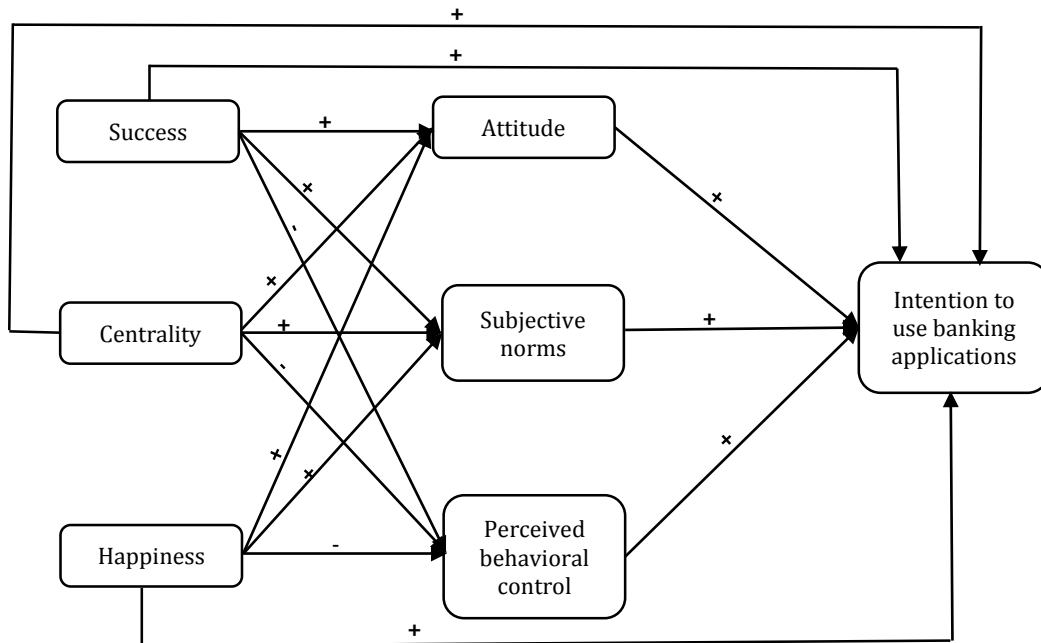 +
+
Success
+
Attitude
+
-
+
+
Centrality
+
-
Subjective
norms
+
Intention to
use banking
applications
+
+
+
Happiness
-
Perceived
behavioral
control
+